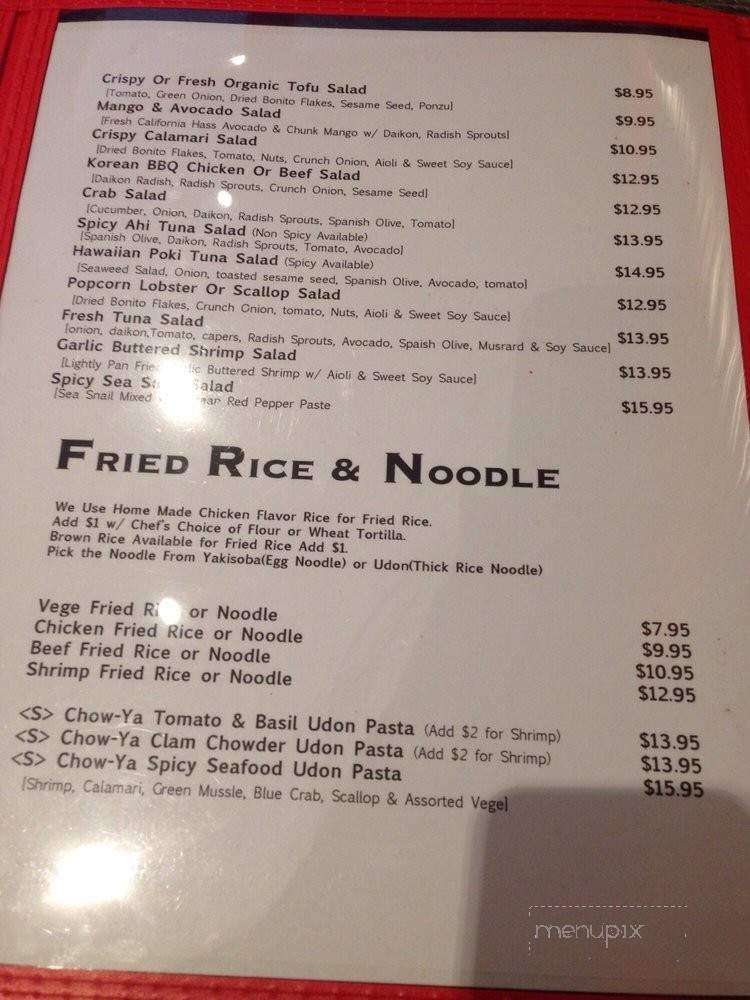 Crispy Or Fresh Organic Tofu Salad $8.95
[Tomato, Green Onion, Dried Bonito Flakes, Sesame Seed, Ponzu]
Mango & Avocado Salad $9.95
[Fresh California Hass Avocado & Chunk Mango w/ Daikon, Radish Sprouts]
Crispy Calamari Salad $10.95
[Dried Bonito Flakes, Tomato, Nuts, Crunch Onion, Aioli & Sweet Soy Sauce]
Korean BBQ Chicken Or Beef Salad $12.95
[Daikon Radish, Radish Sprouts, Crunch Onion, Sesame Seed]
Crab Salad $12.95
[Cucumber, Onion, Daikon, Radish Sprouts, Spanish Olive, Tomato]
Spicy Ahi Tuna Salad (Non Spicy Available) $13.95
[Spanish Olive, Daikon, Radish Sprouts, Tomato, Avocado]
Hawaiian Poki Tuna Salad (Spicy Available) $14.95
[Seaweed Salad, Onion, toasted sesame seed, Spanish Olive, Avocado, tomato]
Popcorn Lobster Or Scallop Salad $12.95
[Dried Bonito Flakes, Crunch Onion, tomato, Nuts, Aioli & Sweet Soy Sauce]
Fresh Tuna Salad $13.95
[onion, daikon,Tomato, capers, Radish Sprouts, Avocado, Spaish Olive, Musrard & Soy Sauce]
Garlic Buttered Shrimp Salad $13.95
[Lightly Pan Buttered Shrimp w/ Aioli & Sweet Soy Sauce]
Spicy Sea Salad $15.95
[Sea Snail Mixed Red Pepper Paste
FRIED RICE & NOODLE
We Use Home Made Chicken Flavor Rice for Fried Rice.
Add $1 w/ Chef's Choice of Flour or Wheat Tortilla.
Brown Rice Available for Fried Rice Add $1.
Pick the Noodle From Yakisoba(Egg Noodle) or Udon(Thick Rice Noodle)
Vege Fried or Noodle $7.95
Chicken Fried Rice or Noodle $9.95
Beef Fried Rice or Noodle $10.95
Shrimp Fried Rice or Noodle $12.95
<S> Chow-Ya Tomato & Basil Udon Pasta (Add $2 for Shrimp) $13.95
<S> Chow-Ya Clam Chowder Udon Pasta (Add $2 for Shrimp) $13.95
<S> Chow-Ya Spicy Seafood Udon Pasta $15.95
[Shrimp, Calamari, Green Mussle, Blue Crab, Scallop & Assorted Vege]
menupix